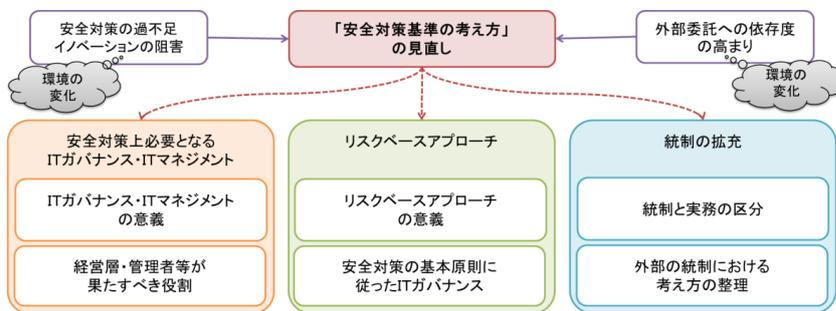 安全対策の過不足
イノベーションの阻害
「安全対策基準の考え方」
の見直し
外部委託への依存度
の高まり
環境の
変化
環境の
変化
安全対策上必要となる
ITガバナンス・ITマネジメント
ITガバナンス・ITマネジメント
の意義
経営層・管理者等が
果たすべき役割
リスクベースアプローチ
リスクベースアプローチ
の意義
安全対策の基本原則に
従ったITガバナンス
統制の拡充
統制と実務の区分
外部の統制における
考え方の整理